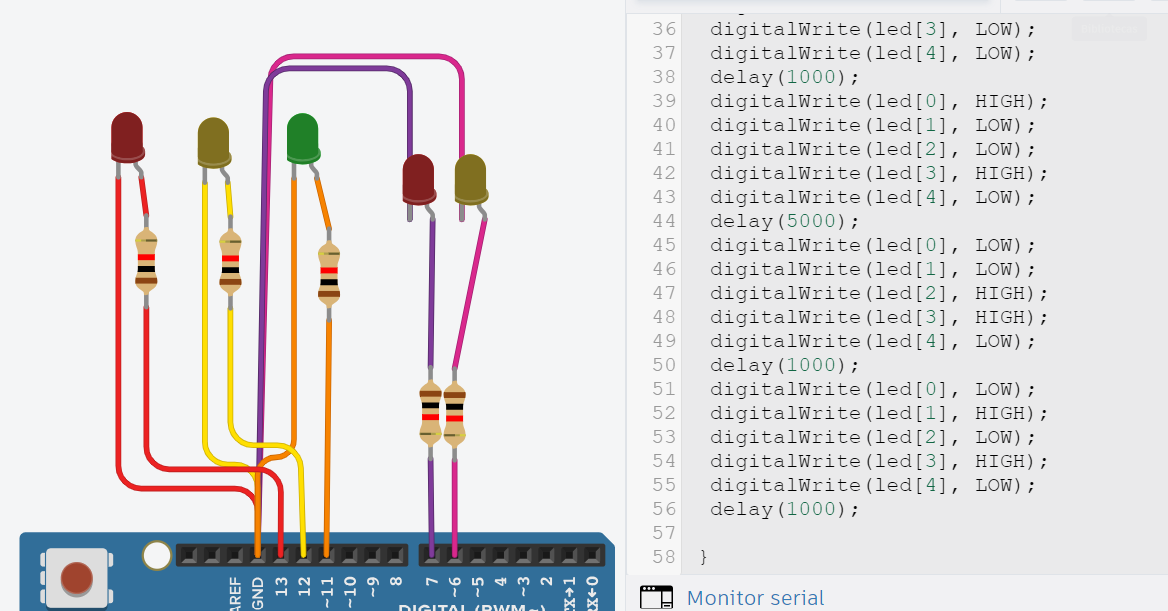 36 digitalWrite(led[3], LOW);
37 digitalWrite(led[4], LOW);
38 delay(1000);
39 digitalWrite(led[0], HIGH);
40 digitalWrite(led[1], LOW);
41 digitalWrite(led[2], LOW);
42 digitalWrite(led[3], HIGH);
43 digitalWrite(led[4], LOW);
44 delay(5000);
45 digitalWrite(led[0], LOW);
46 digitalWrite(led[1], LOW);
47 digitalWrite(led[2], HIGH);
48 digitalWrite(led[3], HIGH);
49 digitalWrite(led[4], LOW);
50 delay(1000);
51 digitalWrite(led[0], LOW);
52 digitalWrite(led[1], HIGH);
53 digitalWrite(led[2], LOW);
54 digitalWrite(led[3], HIGH);
55 digitalWrite(led[4], LOW);
56 delay(1000);
57
58 }
Monitor serial
AREF
GND
13
12
~11
~10
~9
8
7
~6
~5
4
~3
2
TX→1
RX←0
DIGITAL (PWM~)